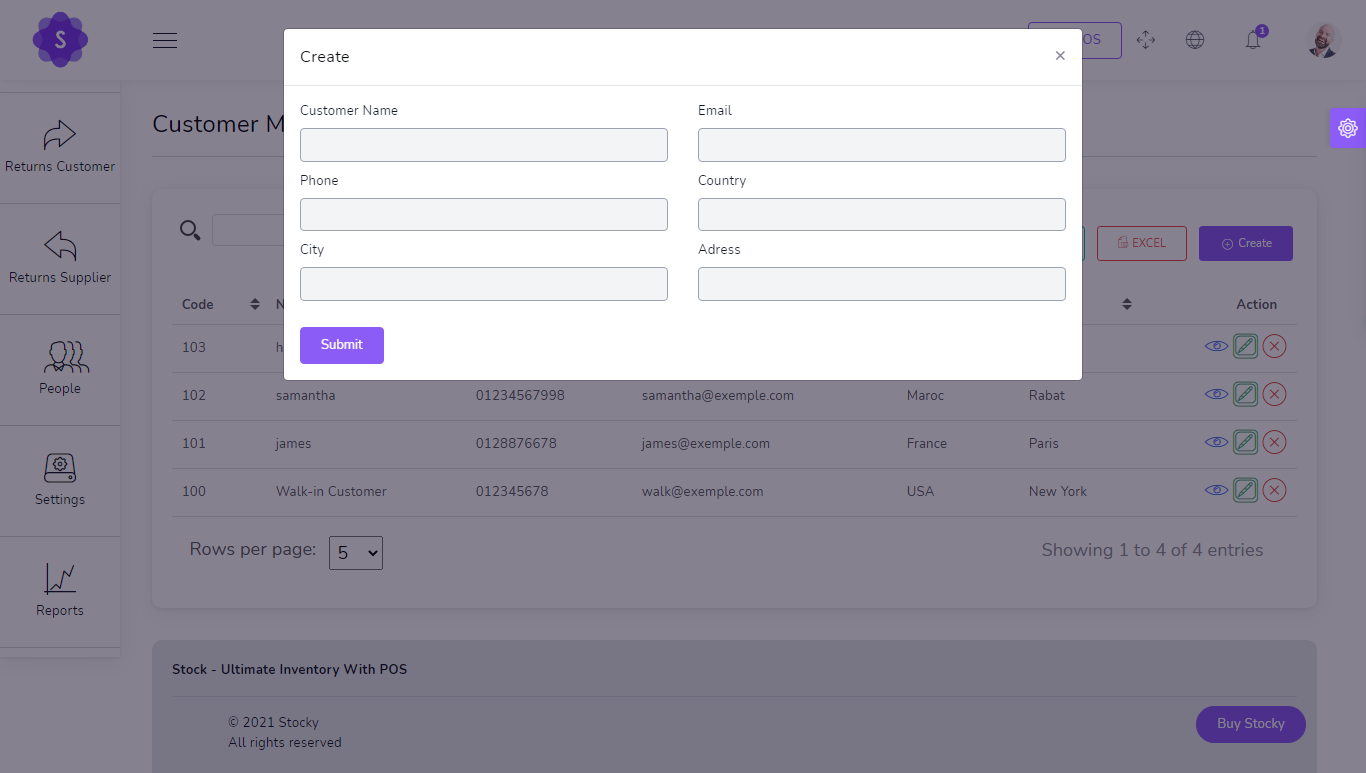 S
OS
1
Create
×
Customer Name
Email
Phone
Country
City
Adress
Submit
Customer M
Returns Customer
Returns Supplier
People
Settings
Reports
EXCEL
Create
Code
Action
103
102 samantha 01234567998 samantha@exemple.com Maroc Rabat
101 james 0128876678 james@exemple.com France Paris
100 Walk-in Customer 012345678 walk@exemple.com USA New York
Rows per page: 5
Showing 1 to 4 of 4 entries
Stock - Ultimate Inventory With POS
© 2021 Stocky
All rights reserved
Buy Stocky